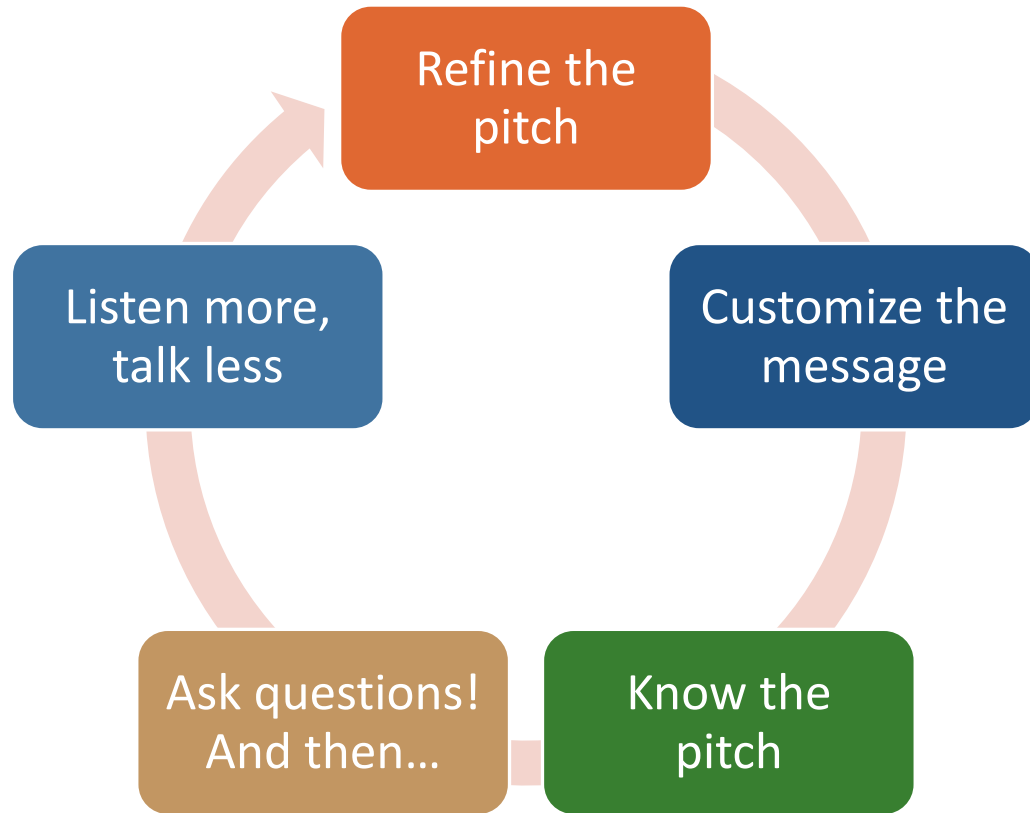 Refine the
pitch
Customize the
message
Know the
pitch
Ask questions!
And then…
Listen more,
talk less